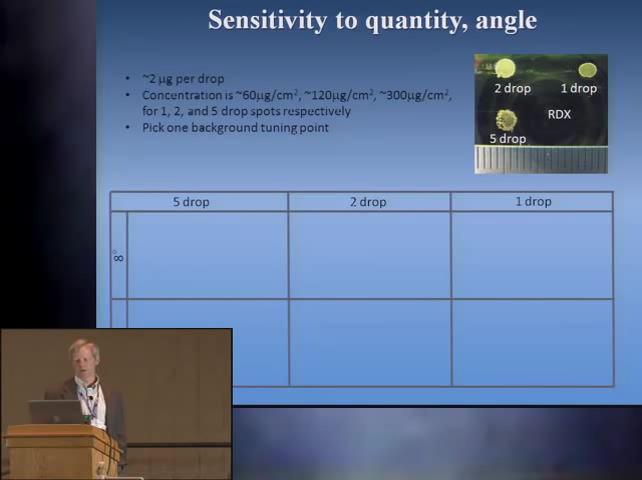 Sensitivity to quantity, angle
• ~2 µg per drop
• Concentration is ~60µg/cm², ~120µg/cm², ~300µg/cm²,
for 1, 2, and 5 drop spots respectively
• Pick one background tuning point
2 drop
1 drop
RDX
5 drop
5 drop
2 drop
1 drop
8°